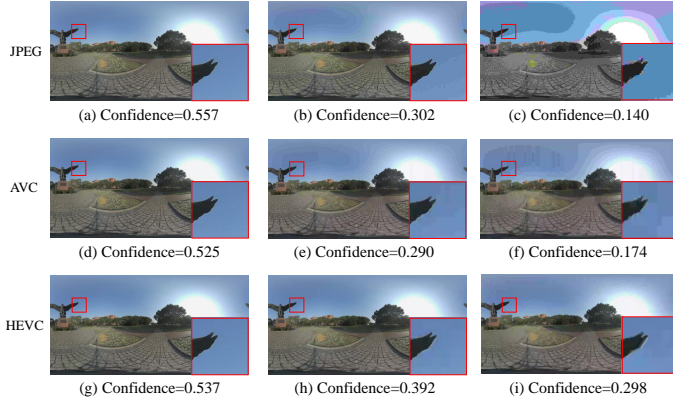 JPEG
(a) Confidence=0.557 (b) Confidence=0.302 (c) Confidence=0.140
AVC
(d) Confidence=0.525 (e) Confidence=0.290 (f) Confidence=0.174
HEVC
(g) Confidence=0.537 (h) Confidence=0.392 (i) Confidence=0.298